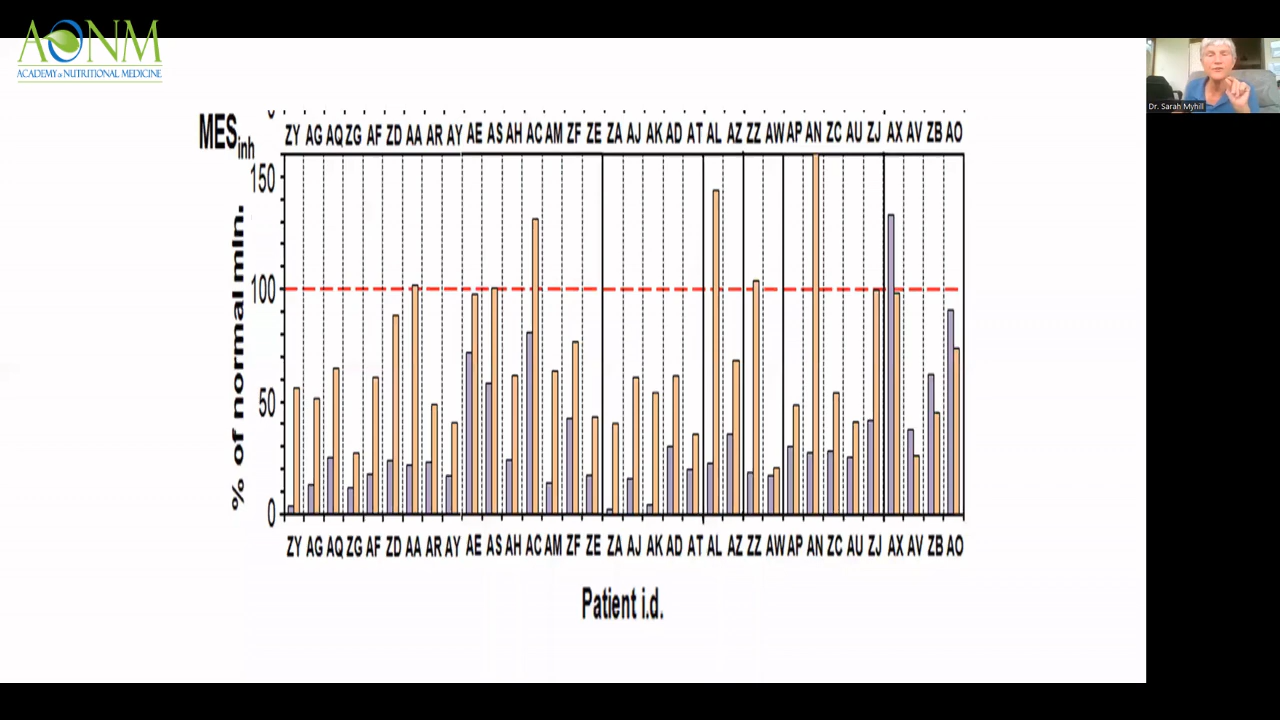 AONM
ACADEMY of NUTRITIONAL MEDICINE
Dr. Sarah Myhill
MESinh
ZY AG AQ ZG AF ZD AA AR AY AE AS AH AC AM ZF ZE ZA AJ AK AD AT AL AZ ZZ AW AP AN ZC AU ZJ AX AV ZB AO
150
100
50
0
% of normal min.
ZY AG AQ ZG AF ZD AA AR AY AE AS AH AC AM ZF ZE ZA AJ AK AD AT AL AZ ZZ AW AP AN ZC AU ZJ AX AV ZB AO
Patient i.d.